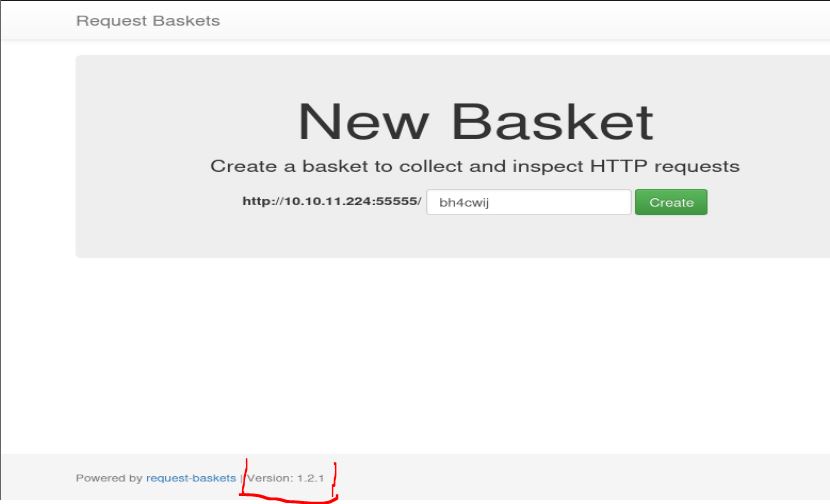 Request Baskets
New Basket
Create a basket to collect and inspect HTTP requests
http://10.10.11.224:55555/ bh4cwij Create
Powered by request-baskets | Version: 1.2.1